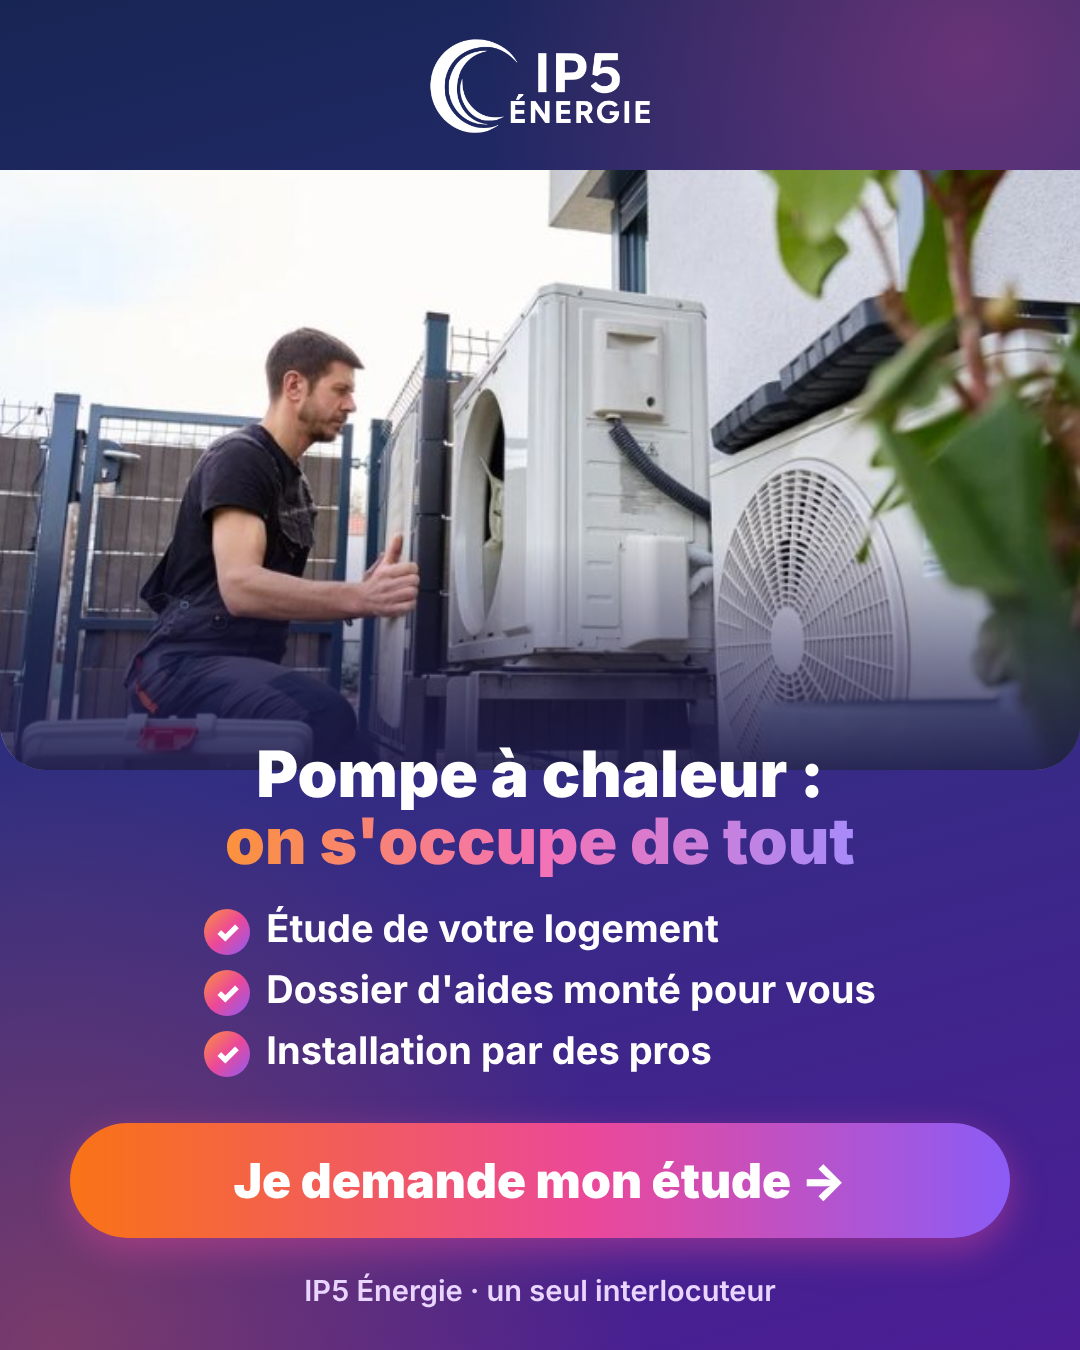 IP5
ÉNERGIE
Pompe à chaleur :
on s'occupe de tout
Étude de votre logement
Dossier d'aides monté pour vous
Installation par des pros
Je demande mon étude →
IP5 Énergie · un seul interlocuteur